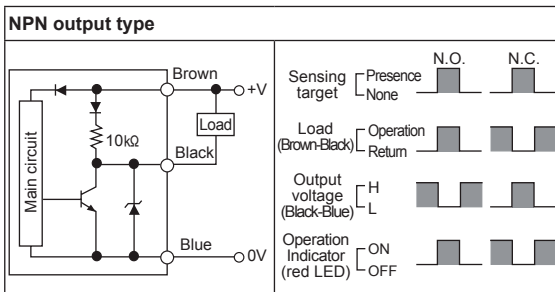 NPN output type
Brown
+V
Load
10kΩ
Black
Main circuit
Blue
0V
N.O.
N.C.
Sensing target
Presence
None
Load (Brown-Black)
Operation
Return
Output voltage (Black-Blue)
H
L
Operation Indicator (red LED)
ON
OFF